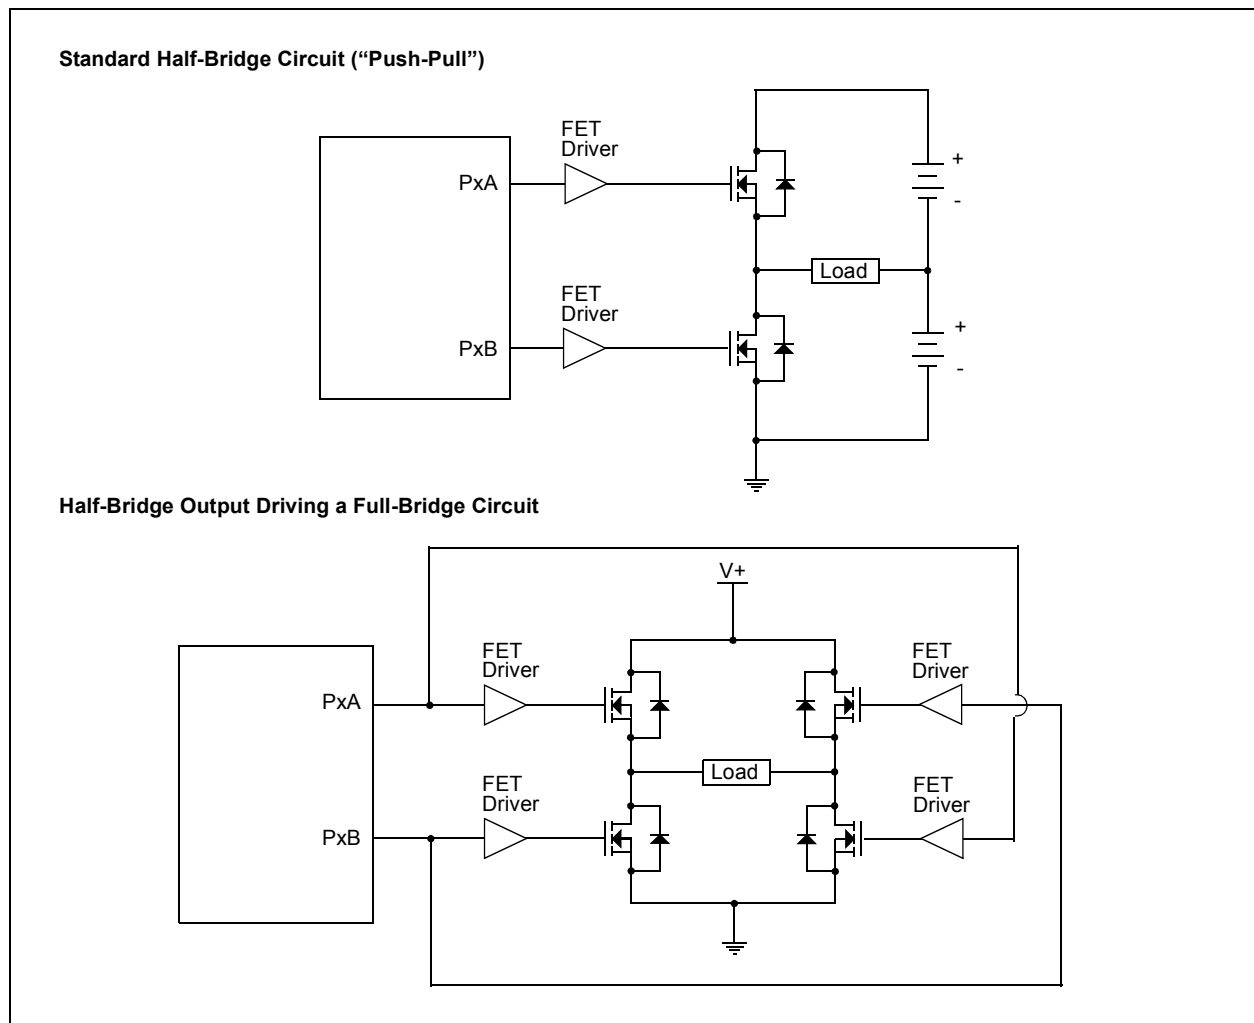 Standard Half-Bridge Circuit (“Push-Pull”)
FET
Driver
PxA
+
-
Load
FET
Driver
PxB
+
-
Half-Bridge Output Driving a Full-Bridge Circuit
V+
FET
Driver
FET
Driver
PxA
Load
FET
Driver
FET
Driver
PxB